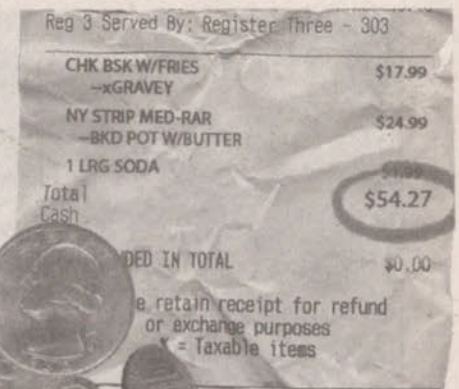 Reg 3 Served By: Register Three - 303
CHK BSK W/FRIES $17.99
-xGRAVEY
NY STRIP MED-RAR $24.99
-BKD POT W/BUTTER
1 LRG SODA
Total $54.27
Cash
DED IN TOTAL $0.00
e retain receipt for refund
or exchange purposes
= Taxable items